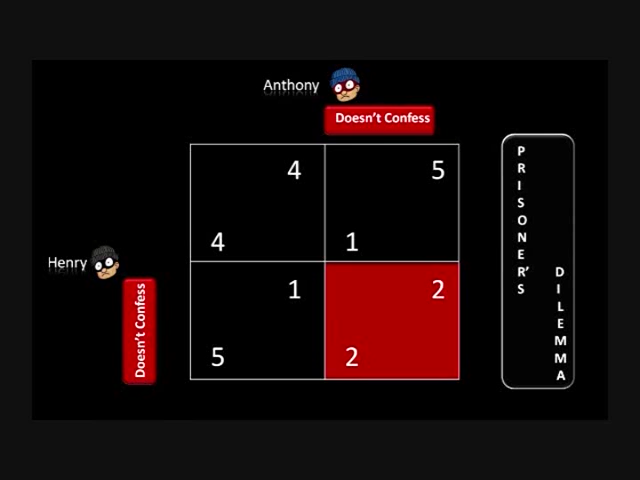 Anthony
Doesn't Confess
4 5
4 1
Henry
1 2
Doesn't Confess
5 2
PRISONER'S
DILEMMA